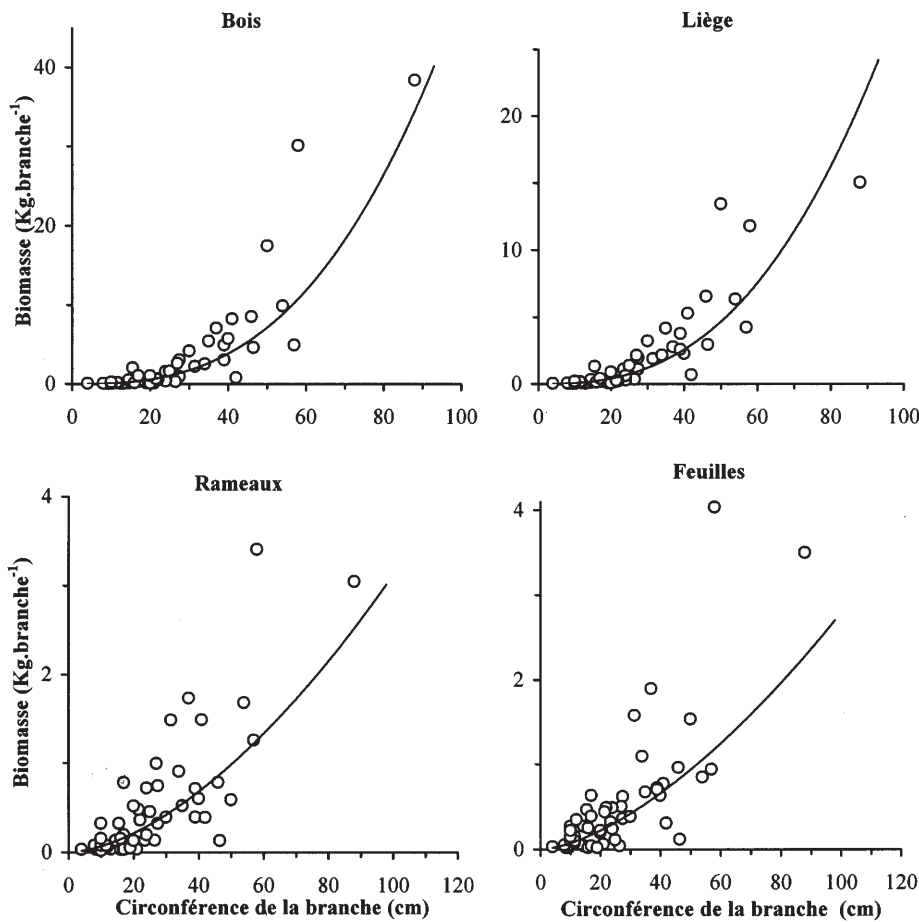 Bois
Liège
Biomasse (Kg.branche⁻¹)
40
20
0
0 20 40 60 80 100
20
10
0
0 20 40 60 80 100
Rameaux
Feuilles
Biomasse (Kg.branche⁻¹)
4
2
0
0 20 40 60 80 100 120
4
2
0
0 20 40 60 80 100 120
Circonférence de la branche (cm)
Circonférence de la branche (cm)